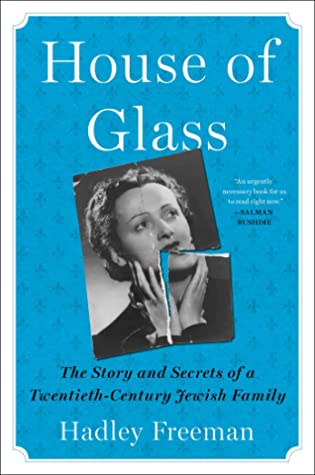 House of
Glass
"An urgently
necessary book for us
to read right now."
—SALMAN
RUSHDIE
The Story and Secrets of a
Twentieth-Century Jewish Family
Hadley Freeman